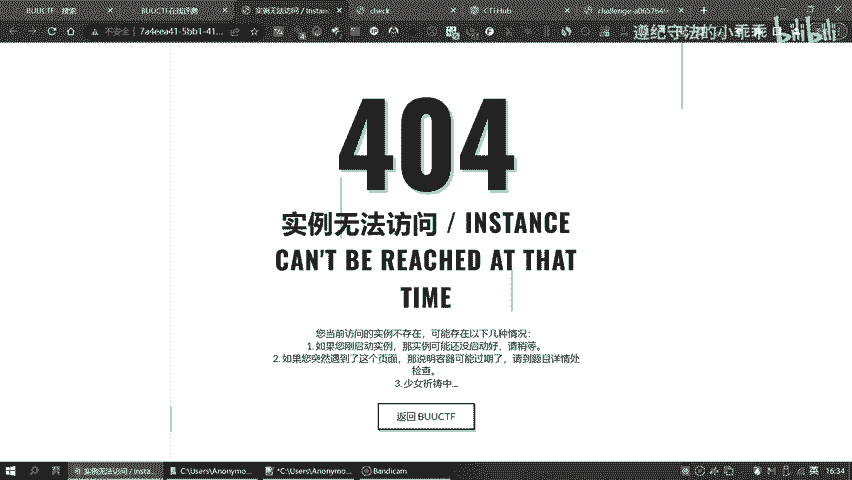 BUUCTF 搜索
BUUCTF在线评测
实例无法访问 / Instan
check
CTFHub
challenge-a065764
不安全 | 7a4eea41-5bb1-41...
遵纪守法的小乖乖
bilibili
404
实例无法访问 / INSTANCE
CAN'T BE REACHED AT THAT
TIME
您当前访问的实例不存在，可能存在以下几种情况：
1. 如果您刚启动实例，那实例可能还没启动好，请稍等。
2. 如果您突然遇到了这个页面，那说明容器可能过期了，请到题目详情处
检查。
3. 少女祈祷中...
返回 BUUCTF
实例无法访问 / Insta...
C:\Users\Anonymo...
*C:\Users\Anonymo...
Bandicam
英
16:34